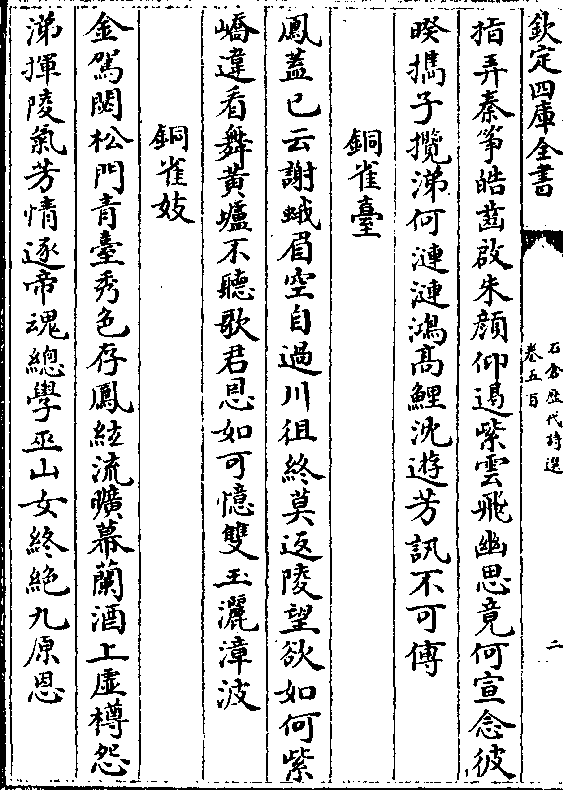 欽定四庫全書
石倉歷代詩選
卷五百
二
指弄秦箏皓齒啟朱顔仰遏紫雲飛幽思竟何宣念彼
暌攜子攬涕何漣漣鴻髙鯉沈逰芳訊不可傳
銅雀臺
鳳葢已云謝蛾眉空自過川徂終莫返陵望欲如何紫
嶠違看舞黄壚不聽歌君恩如可憶雙玉灑漳波
銅雀妓
金駕閟松門青臺秀色存鳳絃流曠幕蘭酒上虛樽怨
涕揮陵氣芳情逐帝魂總學巫山女終絶九原恩